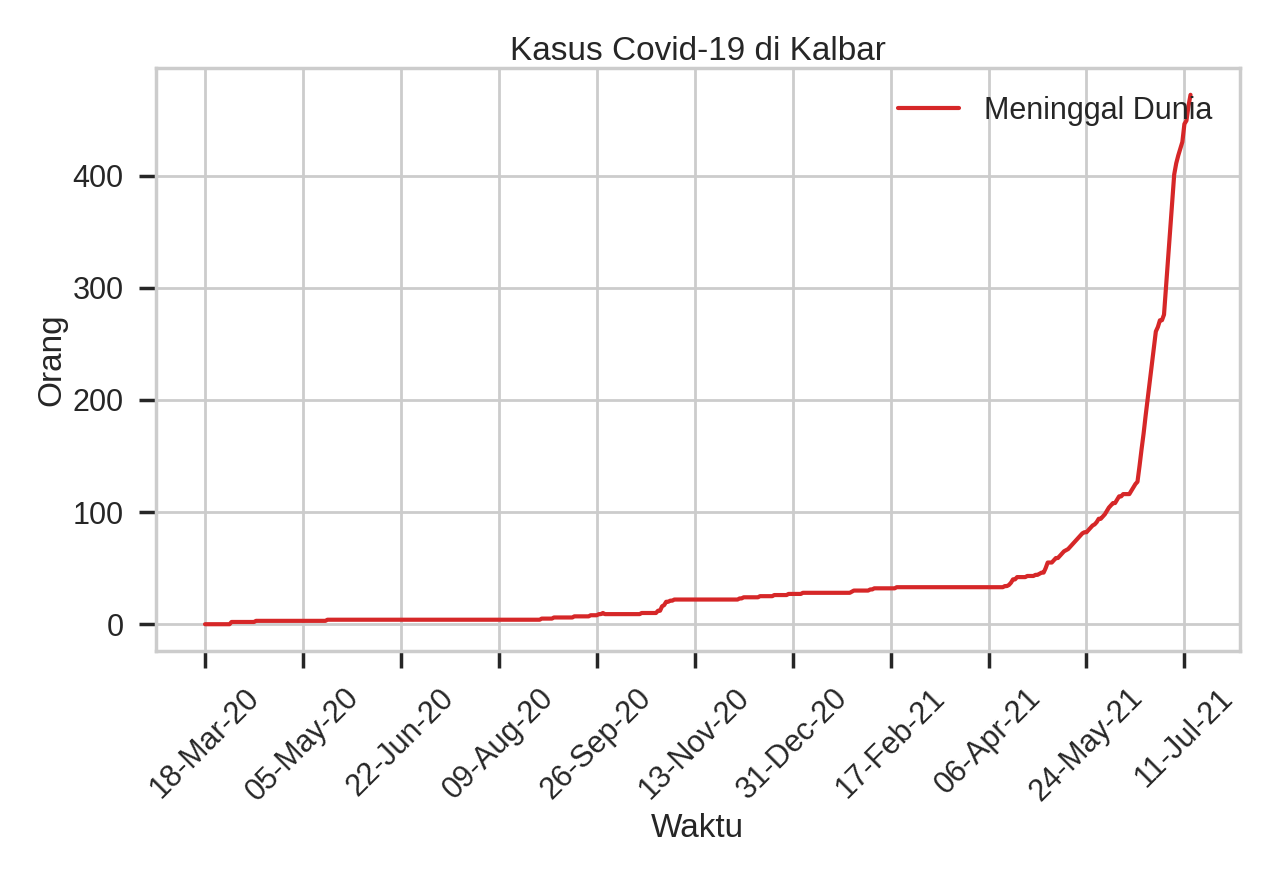 Kasus Covid-19 di Kalbar
Meninggal Dunia
Orang
400
300
200
100
0
18-Mar-20
05-May-20
22-Jun-20
09-Aug-20
26-Sep-20
13-Nov-20
31-Dec-20
17-Feb-21
06-Apr-21
24-May-21
11-Jul-21
Waktu